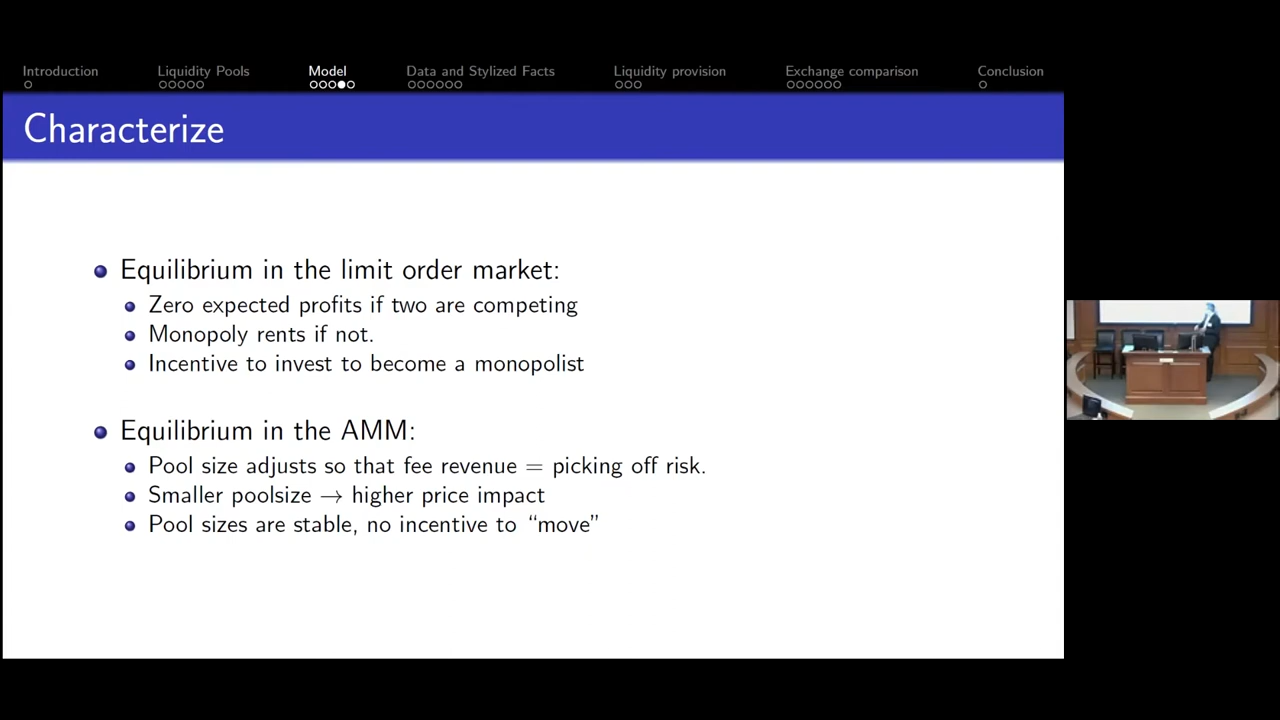 Introduction Liquidity Pools Model Data and Stylized Facts Liquidity provision Exchange comparison Conclusion
Characterize
Equilibrium in the limit order market:
Zero expected profits if two are competing
Monopoly rents if not.
Incentive to invest to become a monopolist
Equilibrium in the AMM:
Pool size adjusts so that fee revenue = picking off risk.
Smaller poolsize → higher price impact
Pool sizes are stable, no incentive to “move”